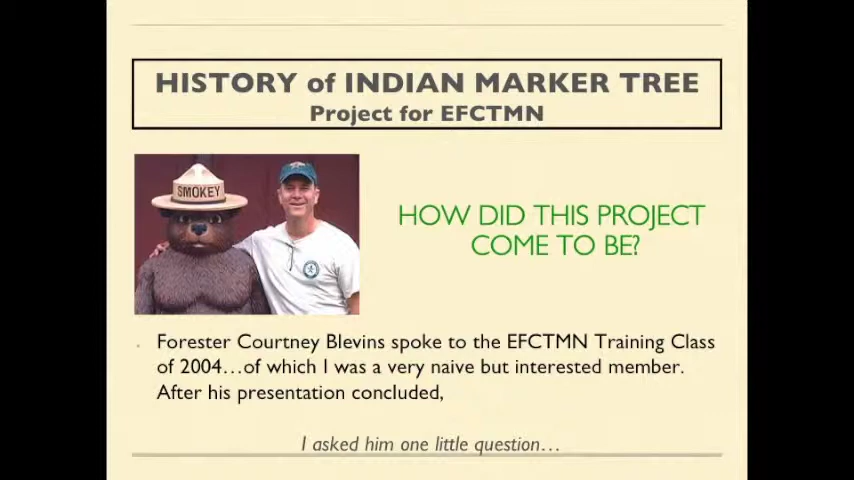 HISTORY of INDIAN MARKER TREE
Project for EFCTMN
SMOKEY
HOW DID THIS PROJECT
COME TO BE?
Forester Courtney Blevins spoke to the EFCTMN Training Class
of 2004…of which I was a very naive but interested member.
After his presentation concluded,
I asked him one little question…